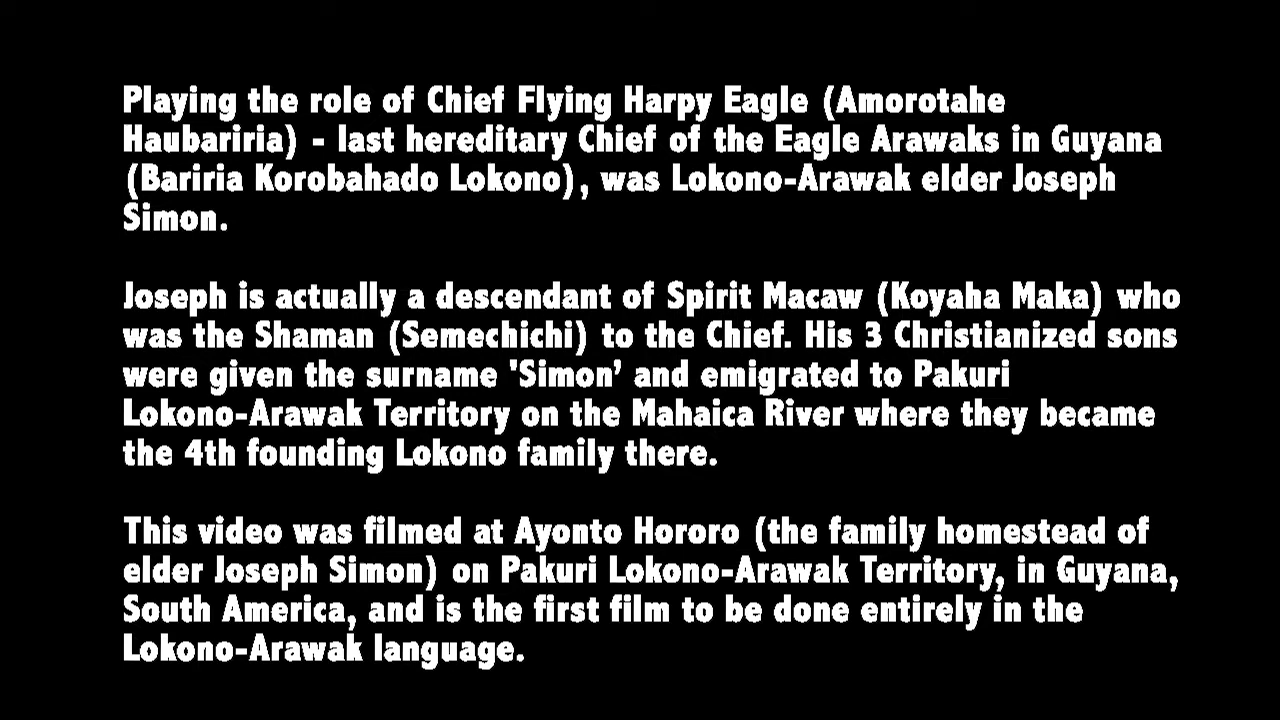 Playing the role of Chief Flying Harpy Eagle (Amorotahe
Haubariria) - last hereditary Chief of the Eagle Arawaks in Guyana
(Bariria Korobahado Lokono), was Lokono-Arawak elder Joseph
Simon.
Joseph is actually a descendant of Spirit Macaw (Koyaha Maka) who
was the Shaman (Semechichi) to the Chief. His 3 Christianized sons
were given the surname 'Simon’ and emigrated to Pakuri
Lokono-Arawak Territory on the Mahaica River where they became
the 4th founding Lokono family there.
This video was filmed at Ayonto Hororo (the family homestead of
elder Joseph Simon) on Pakuri Lokono-Arawak Territory, in Guyana,
South America, and is the first film to be done entirely in the
Lokono-Arawak language.